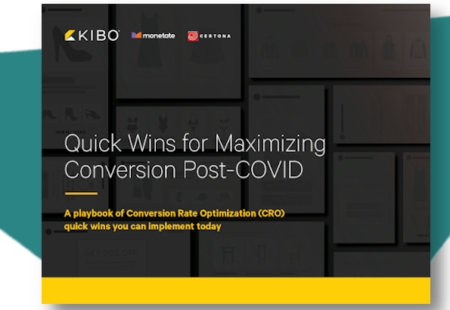 KIBO monetate CERTONA
Quick Wins for Maximizing
Conversion Post-COVID
A playbook of Conversion Rate Optimization (CRO)
quick wins you can implement today